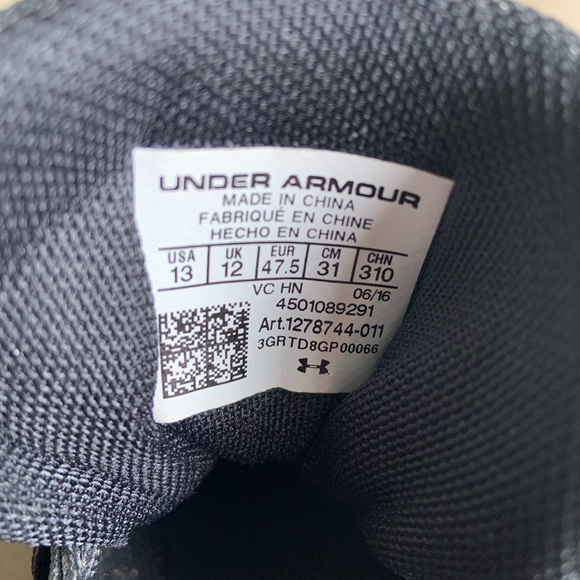 UNDER ARMOUR
MADE IN CHINA
FABRIQUÉ EN CHINE
HECHO EN CHINA
USA UK EUR CM CHN
13 12 47.5 31 310
VC HN 06/16
4501089291
Art.1278744-011
3GRTD8GP00066